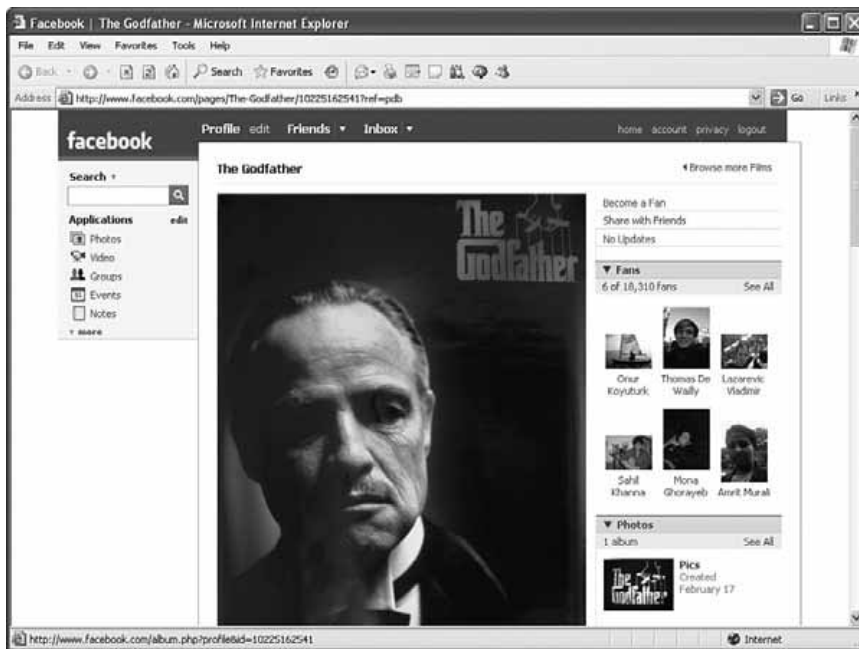 Facebook | The Godfather - Microsoft Internet Explorer
File Edit View Favorites Tools Help
Back Search Favorites
Address http://www.facebook.com/pages/The-Godfather/10225162541?ref=pdb Go Links
facebook
Profile edit Friends Inbox
home account privacy logout
Search
Applications edit
Photos
Video
Groups
Events
Notes
more
The Godfather
Browse more Films
The
Godfather
Become a Fan
Share with Friends
No Updates
Fans
6 of 18,310 fans See All
Onur Koyuturk
Thomas De Wailly
Lazarevic Vladimir
Sahil Khanna
Mona Ghorayeb
Amrit Murali
Photos
1 album See All
The
Godfather
Pics
Created
February 17
http://www.facebook.com/album.php?profile&id=10225162541
Internet